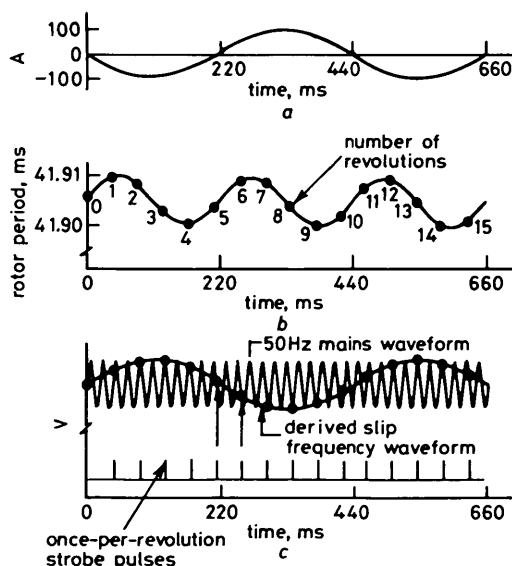 100
0
-100
A
220
440
660
time, ms
a
number of
revolutions
41.91
41.90
rotor period, ms
0
1
2
3
4
5
6
7
8
9
10
11
12
13
14
15
0
220
440
660
time, ms
b
50Hz mains waveform
V
derived slip
frequency waveform
0
220
440
660
once-per-revolution
strobe pulses
time, ms
c